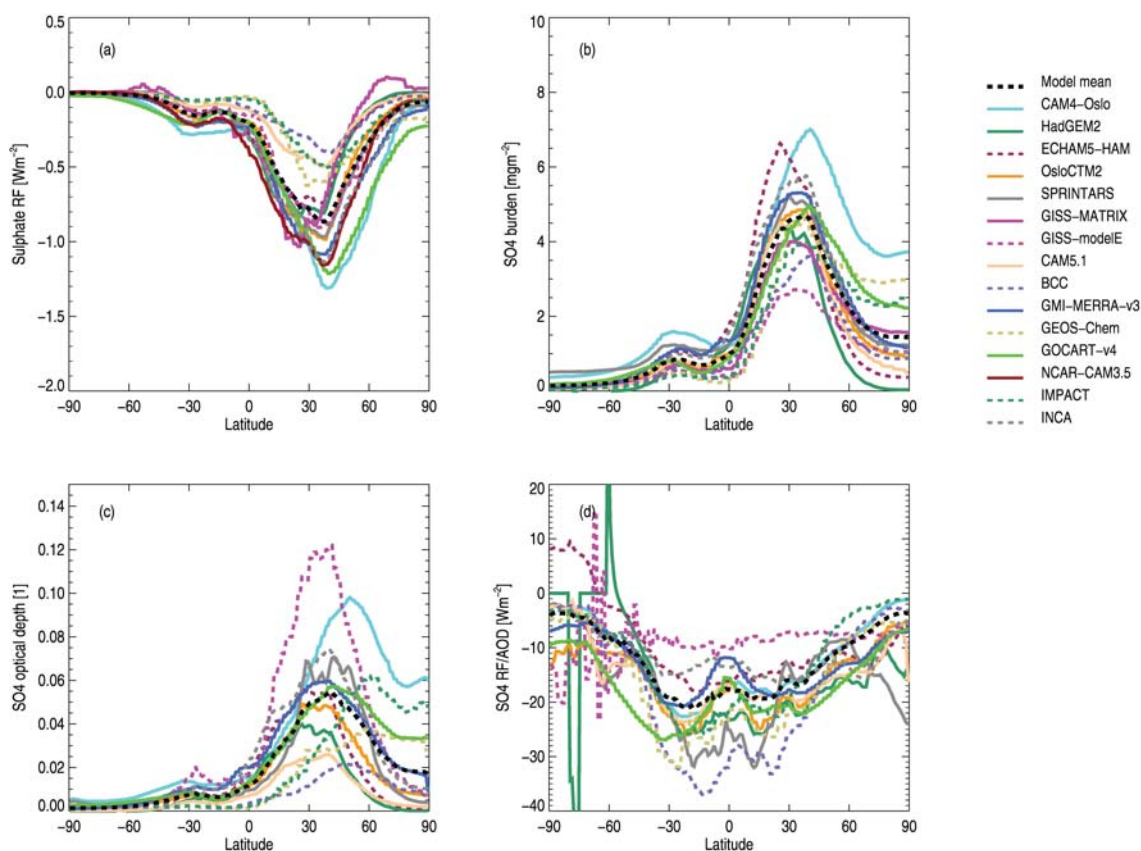 (a)
0.5
0.0
-0.5
-1.0
-1.5
-2.0
Sulphate RF [Wm⁻²]
-90 -60 -30 0 30 60 90
Latitude
(b)
10
8
6
4
2
0
SO4 burden [mgm⁻²]
-90 -60 -30 0 30 60 90
Latitude
Model mean
CAM4-Oslo
HadGEM2
ECHAM5-HAM
OsloCTM2
SPRINTARS
GISS-MATRIX
GISS-modelE
CAM5.1
BCC
GMI-MERRA-v3
GEOS-Chem
GOCART-v4
NCAR-CAM3.5
IMPACT
INCA
(c)
0.14
0.12
0.10
0.08
0.06
0.04
0.02
0.00
SO4 optical depth [1]
-90 -60 -30 0 30 60 90
Latitude
(d)
20
10
0
-10
-20
-30
-40
SO4 RF/AOD [Wm⁻²]
-90 -60 -30 0 30 60 90
Latitude